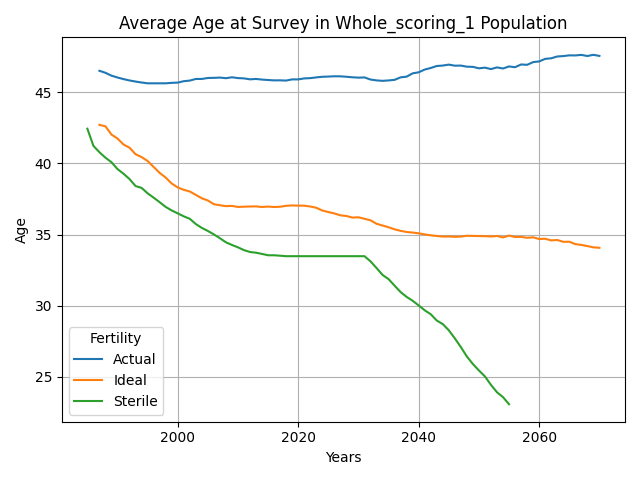 Average Age at Survey in Whole_scoring_1 Population
Age
45
40
35
30
25
Fertility
Actual
Ideal
Sterile
2000
2020
2040
2060
Years